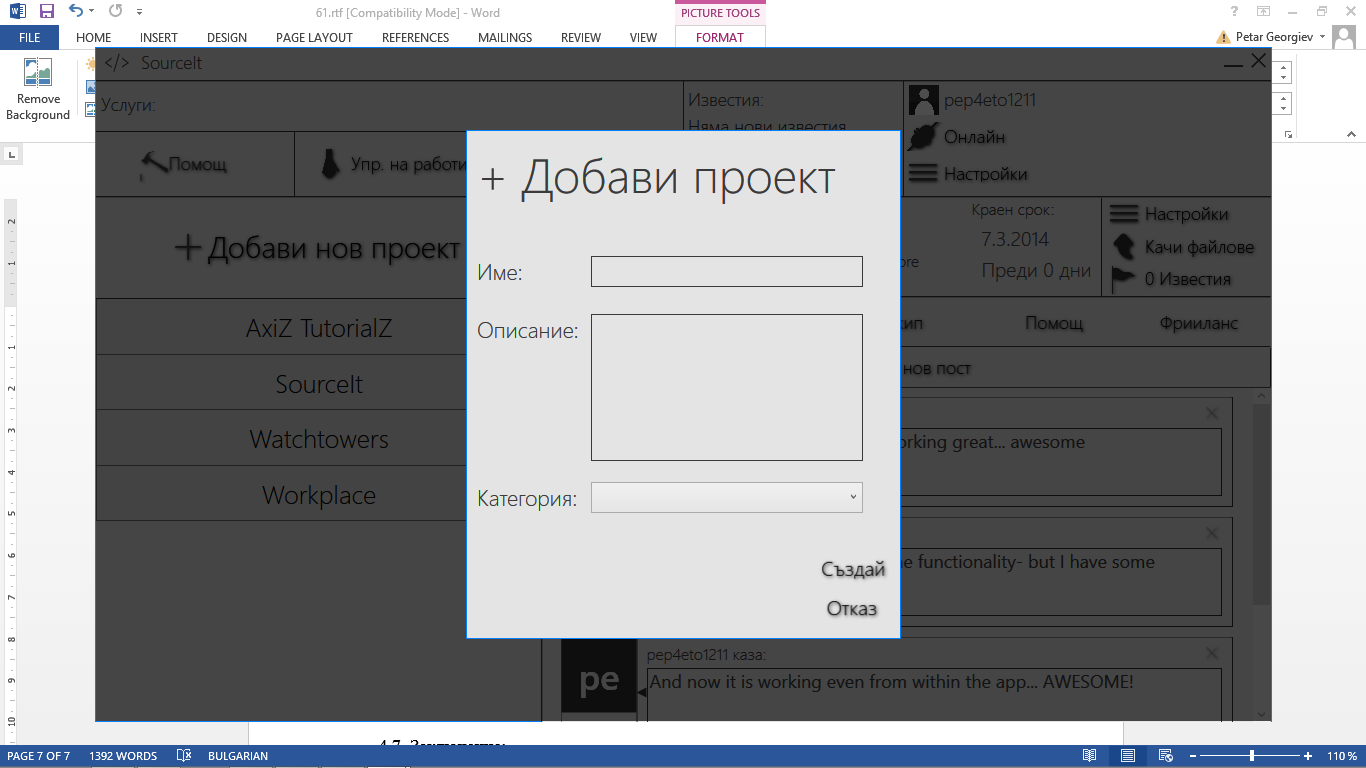 61.rtf [Compatibility Mode] - Word
PICTURE TOOLS
?
FILE HOME INSERT DESIGN PAGE LAYOUT REFERENCES MAILINGS REVIEW VIEW FORMAT
Petar Georgiev
Remove
Background
</> SourceIt
Услуги:
Известия:
Няма нови известия
pep4eto1211
Онлайн
Настройки
Помощ
Упр. на работи
+ Добави нов проект
AxiZ TutorialZ
SourceIt
Watchtowers
Workplace
Краен срок:
7.3.2014
Преди 0 дни
Настройки
Качи файлове
0 Известия
Помощ
Фрииланс
нов пост
orking great... awesome
e functionality- but I have some
pe
pep4eto1211 каза:
And now it is working even from within the app... AWESOME!
+ Добави проект
Име:
Описание:
Категория:
Създай
Отказ
PAGE 7 OF 7 1392 WORDS BULGARIAN
110 %